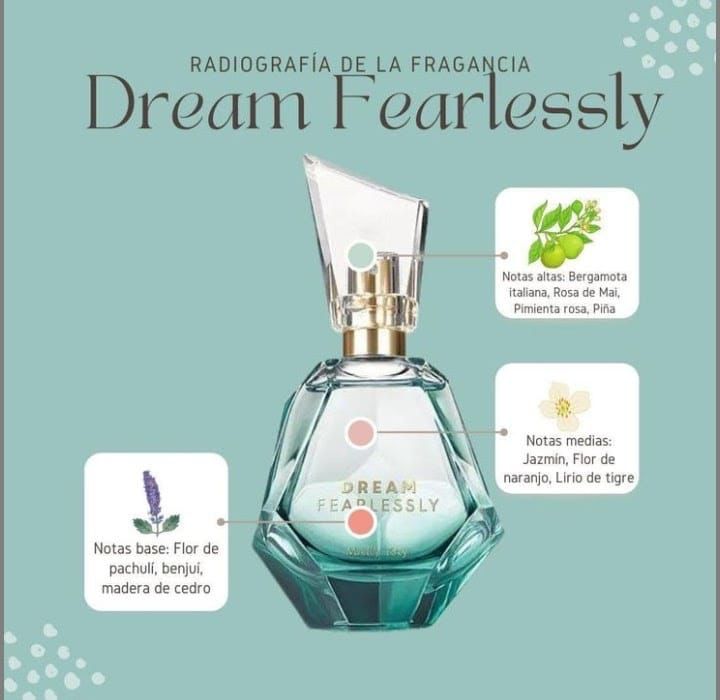 RADIOGRAFÍA DE LA FRAGANCIA
Dream Fearlessly
Notas altas: Bergamota
italiana, Rosa de Mai,
Pimienta rosa, Piña
Notas medias:
Jazmín, Flor de
naranjo, Lirio de tigre
DREAM
FEARLESSLY
Notas base: Flor de
pachulí, benjuí,
madera de cedro